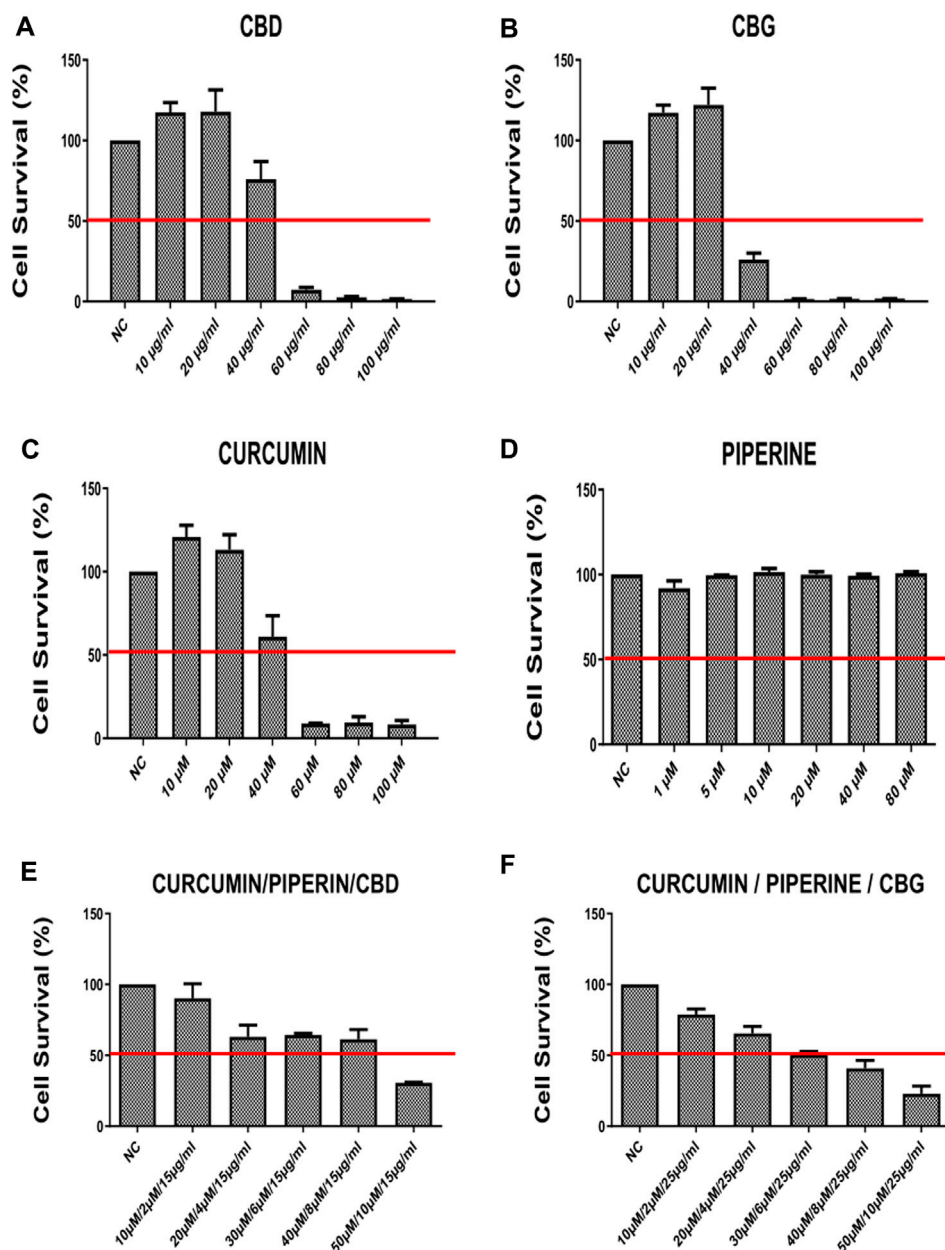 A
CBD
Cell Survival (%)
150
100
50
0
NC
10 µg/ml
20 µg/ml
40 µg/ml
60 µg/ml
80 µg/ml
100 µg/ml
B
CBG
Cell Survival (%)
150
100
50
0
NC
10 µg/ml
20 µg/ml
40 µg/ml
60 µg/ml
80 µg/ml
100 µg/ml
C
CURCUMIN
Cell Survival (%)
150
100
50
0
NC
10 µM
20 µM
40 µM
60 µM
80 µM
100 µM
D
PIPERINE
Cell Survival (%)
150
100
50
0
NC
1 µM
5 µM
10 µM
20 µM
40 µM
80 µM
E
CURCUMIN/PIPERIN/CBD
Cell Survival (%)
150
100
50
0
NC
10µM/2µM/15µg/ml
20µM/4µM/15µg/ml
30µM/6µM/15µg/ml
40µM/8µM/15µg/ml
50µM/10µM/15µg/ml
F
CURCUMIN / PIPERINE / CBG
Cell Survival (%)
150
100
50
0
NC
10µM/2µM/25µg/ml
20µM/4µM/25µg/ml
30µM/6µM/25µg/ml
40µM/8µM/25µg/ml
50µM/10µM/25µg/ml